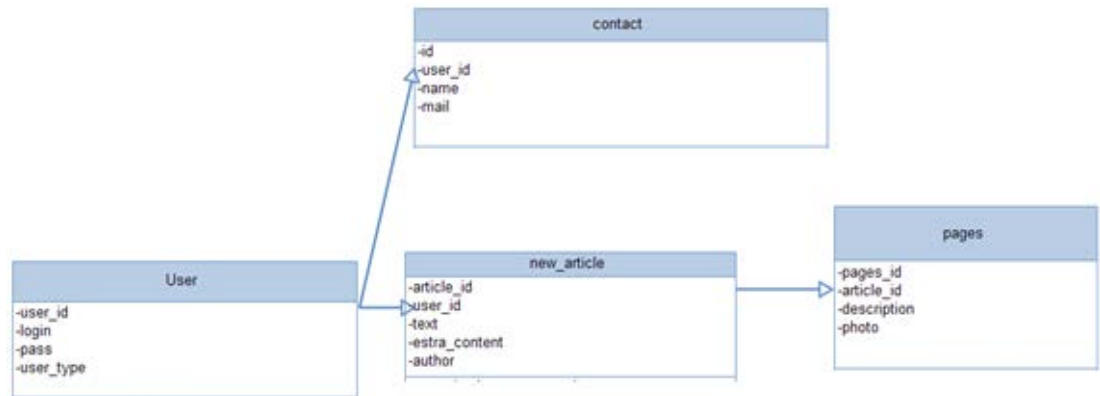 contact
-id
-user_id
-name
-mail
User
-user_id
-login
-pass
-user_type
new_article
-article_id
-user_id
-text
-estra_content
-author
pages
-pages_id
-article_id
-description
-photo